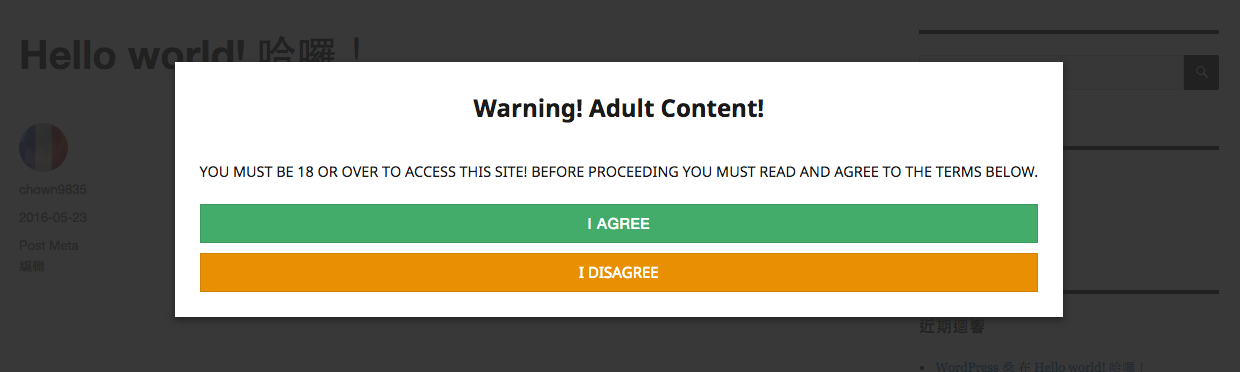 Hello world! 哈囉！
Warning! Adult Content!
YOU MUST BE 18 OR OVER TO ACCESS THIS SITE! BEFORE PROCEEDING YOU MUST READ AND AGREE TO THE TERMS BELOW.
I AGREE
I DISAGREE
chown9835
2016-05-23
Post Meta
編輯
近期迴響
WordPress 桑 在 Hello world! 哈囉！